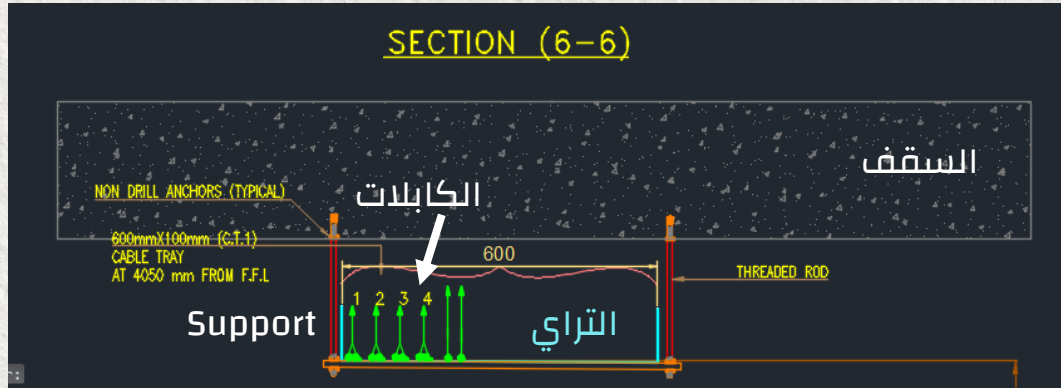 SECTION (6-6)
السقف
NON DRILL ANCHORS (TYPICAL)
الكابلات
600mmX100mm (C.T.1)
CABLE TRAY
AT 4050 mm FROM F.F.L
600
THREADED ROD
1 2 3 4
Support
التراي